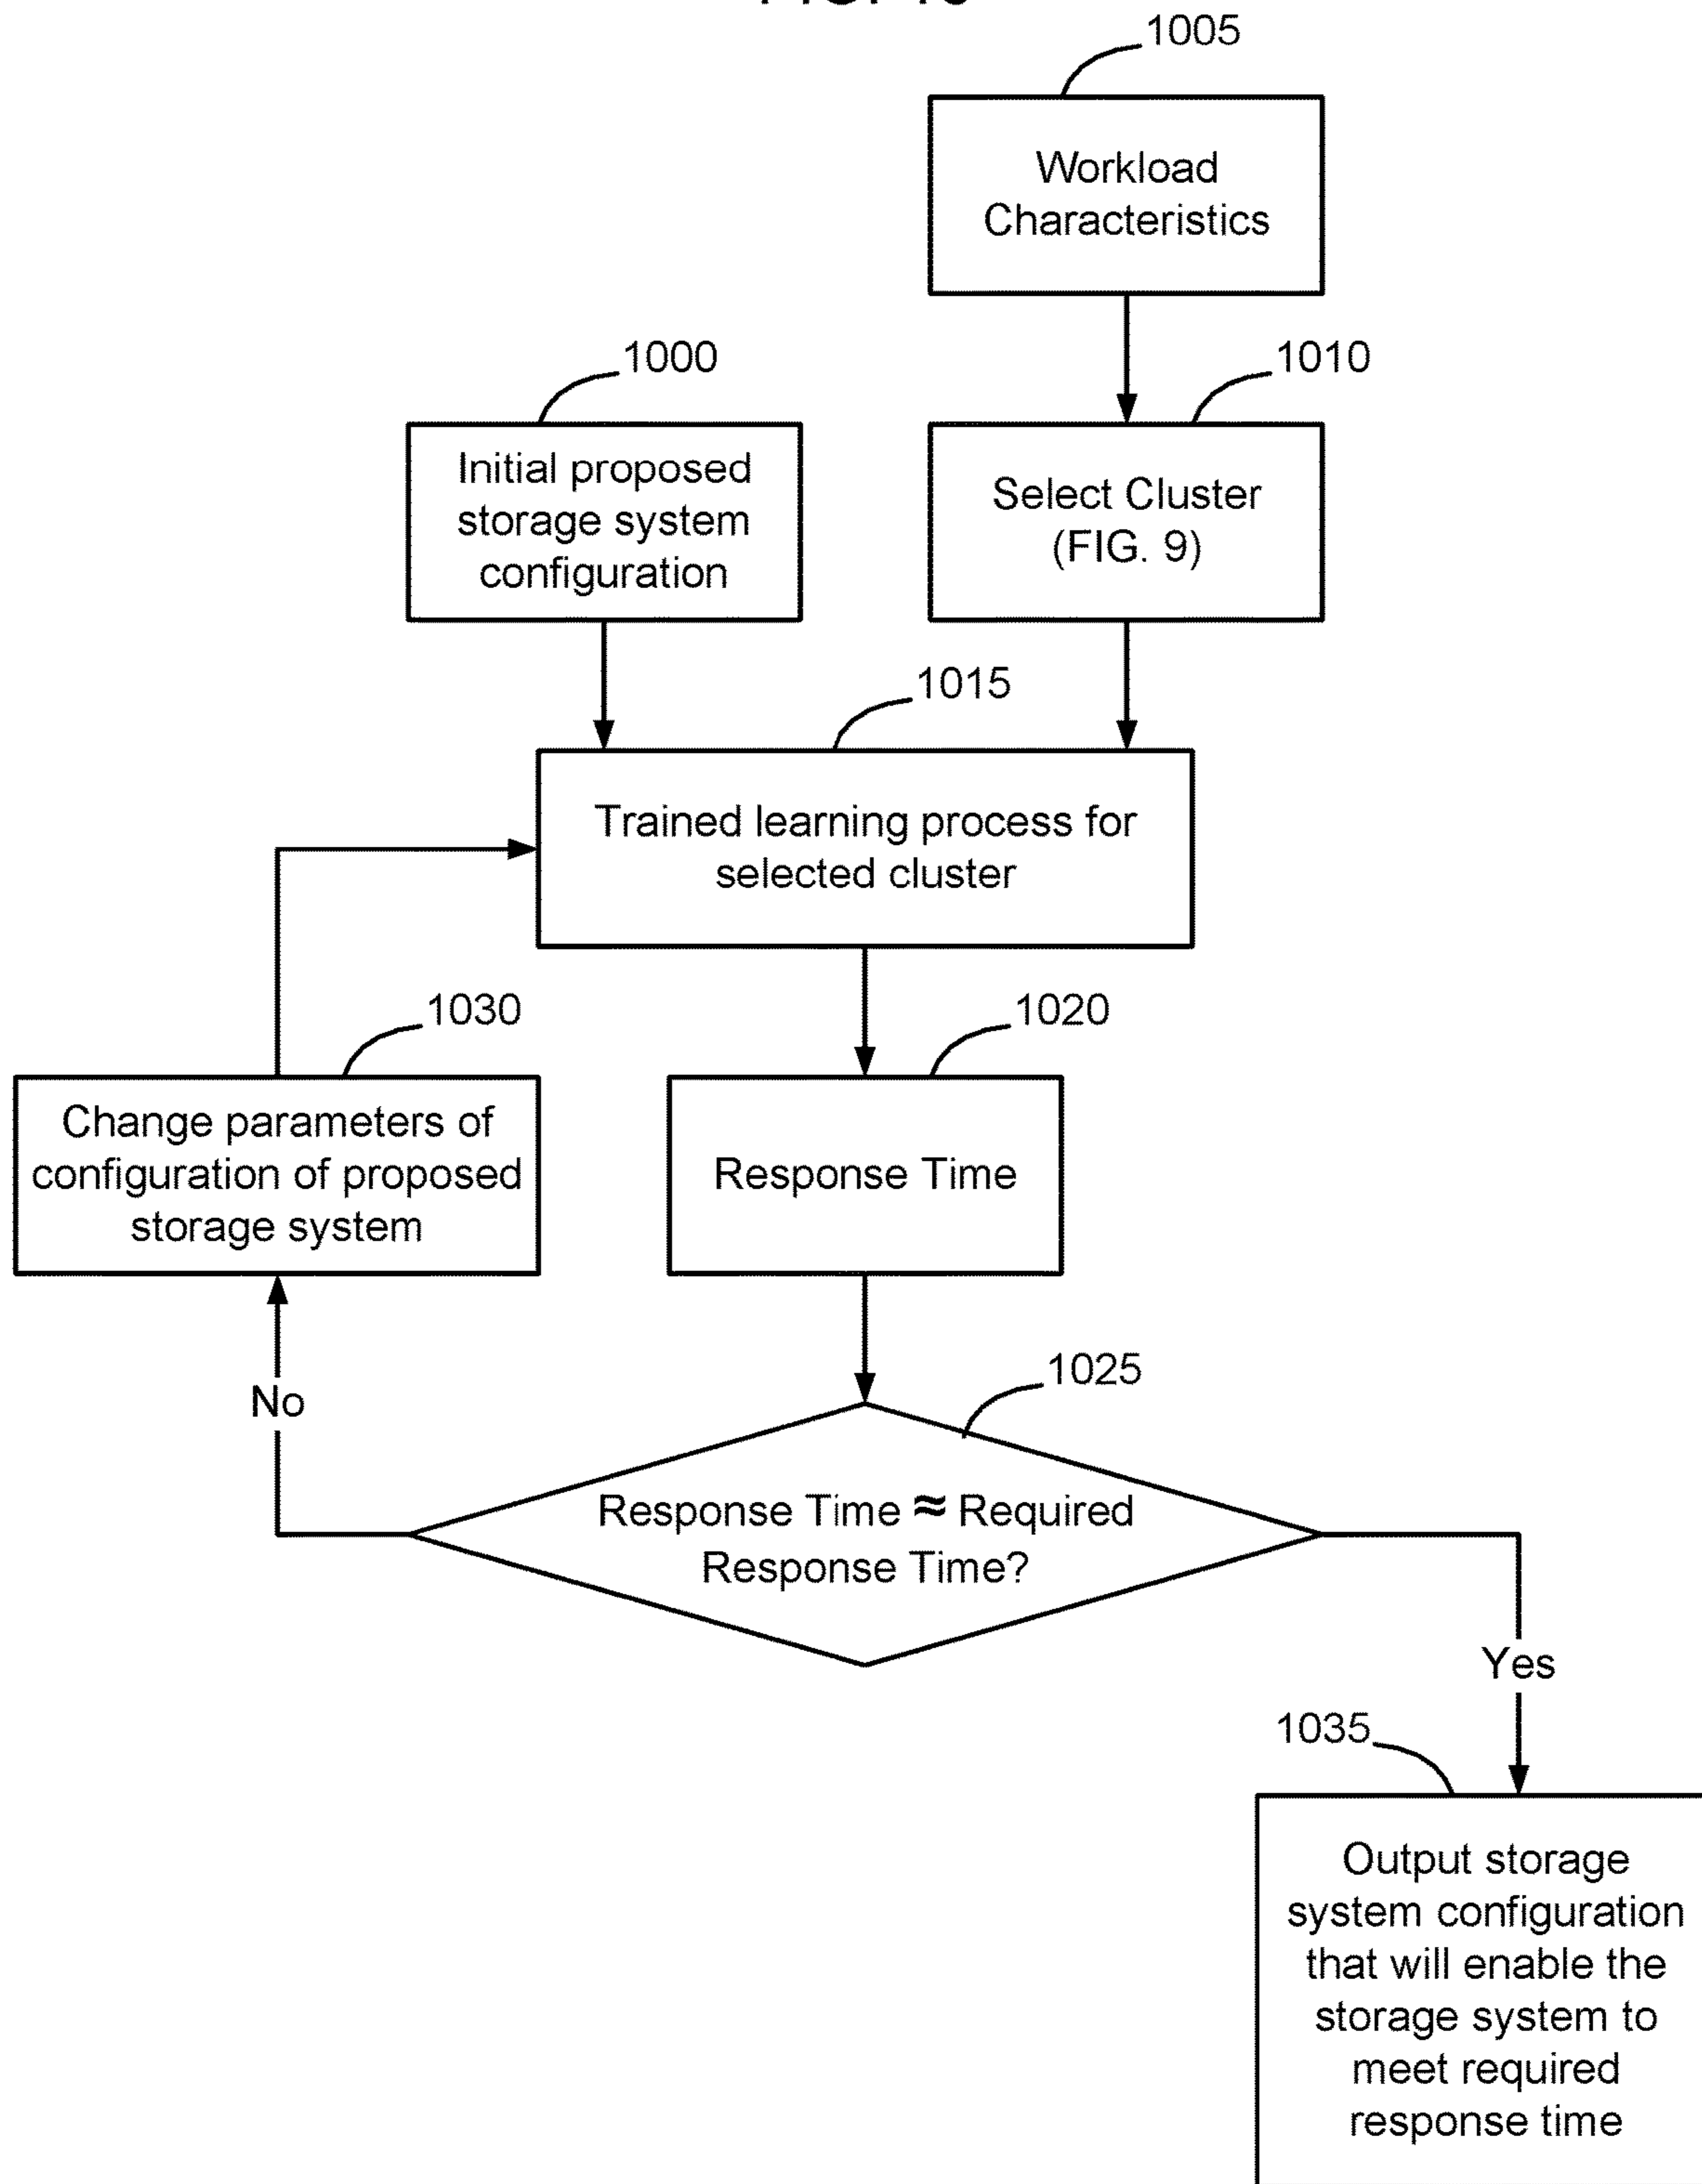 1005
Workload
Characteristics
1000
1010
Initial proposed
storage system
configuration
Select Cluster
(FIG. 9)
1015
Trained learning process for
selected cluster
1030
1020
Change parameters of
configuration of proposed
storage system
Response Time
1025
No
Response Time ≈ Required
Response Time?
Yes
1035
Output storage
system configuration
that will enable the
storage system to
meet required
response time